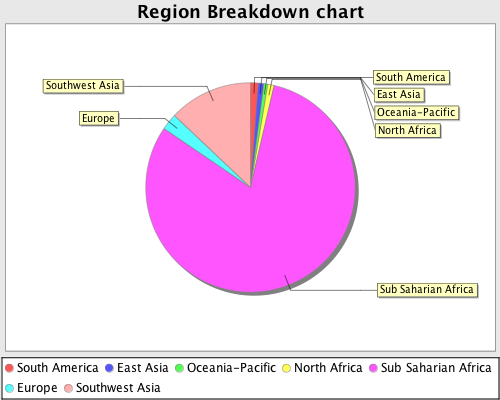 Region Breakdown chart
South America
Southwest Asia
East Asia
Oceania-Pacific
Europe
North Africa
Sub Saharian Africa
South America East Asia Oceania-Pacific North Africa Sub Saharian Africa
Europe Southwest Asia